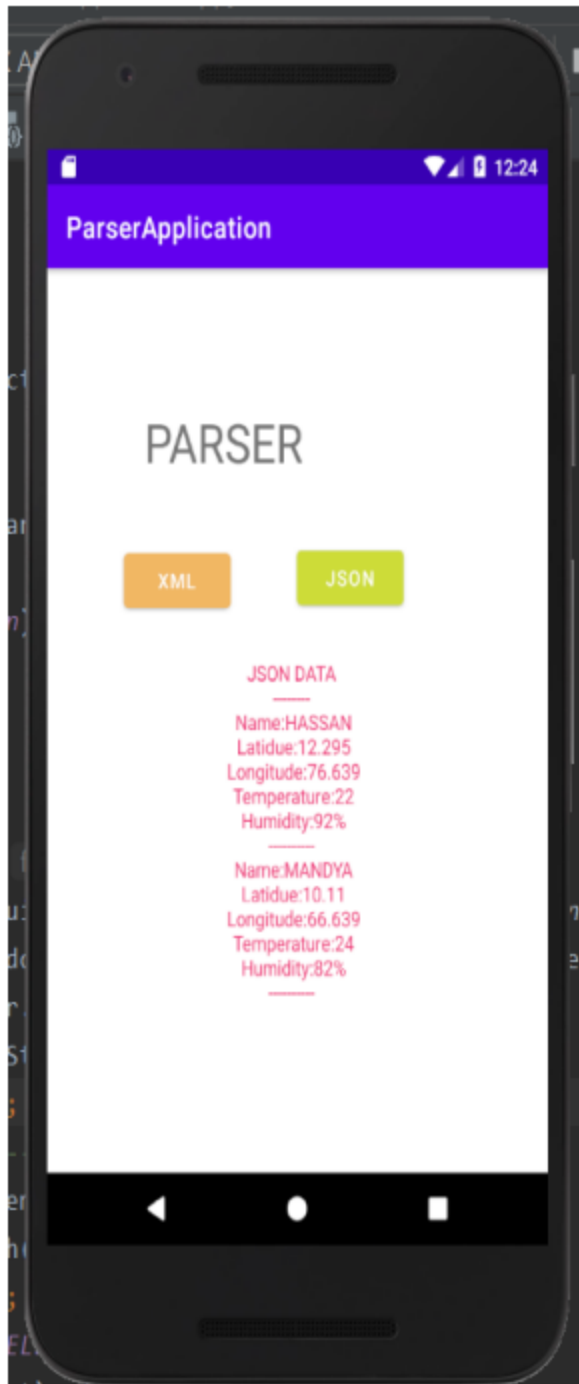 12:24
ParserApplication
PARSER
XML
JSON
JSON DATA
----------
Name:HASSAN
Latidue:12.295
Longitude:76.639
Temperature:22
Humidity:92%
------------
Name:MANDYA
Latidue:10.11
Longitude:66.639
Temperature:24
Humidity:82%
------------